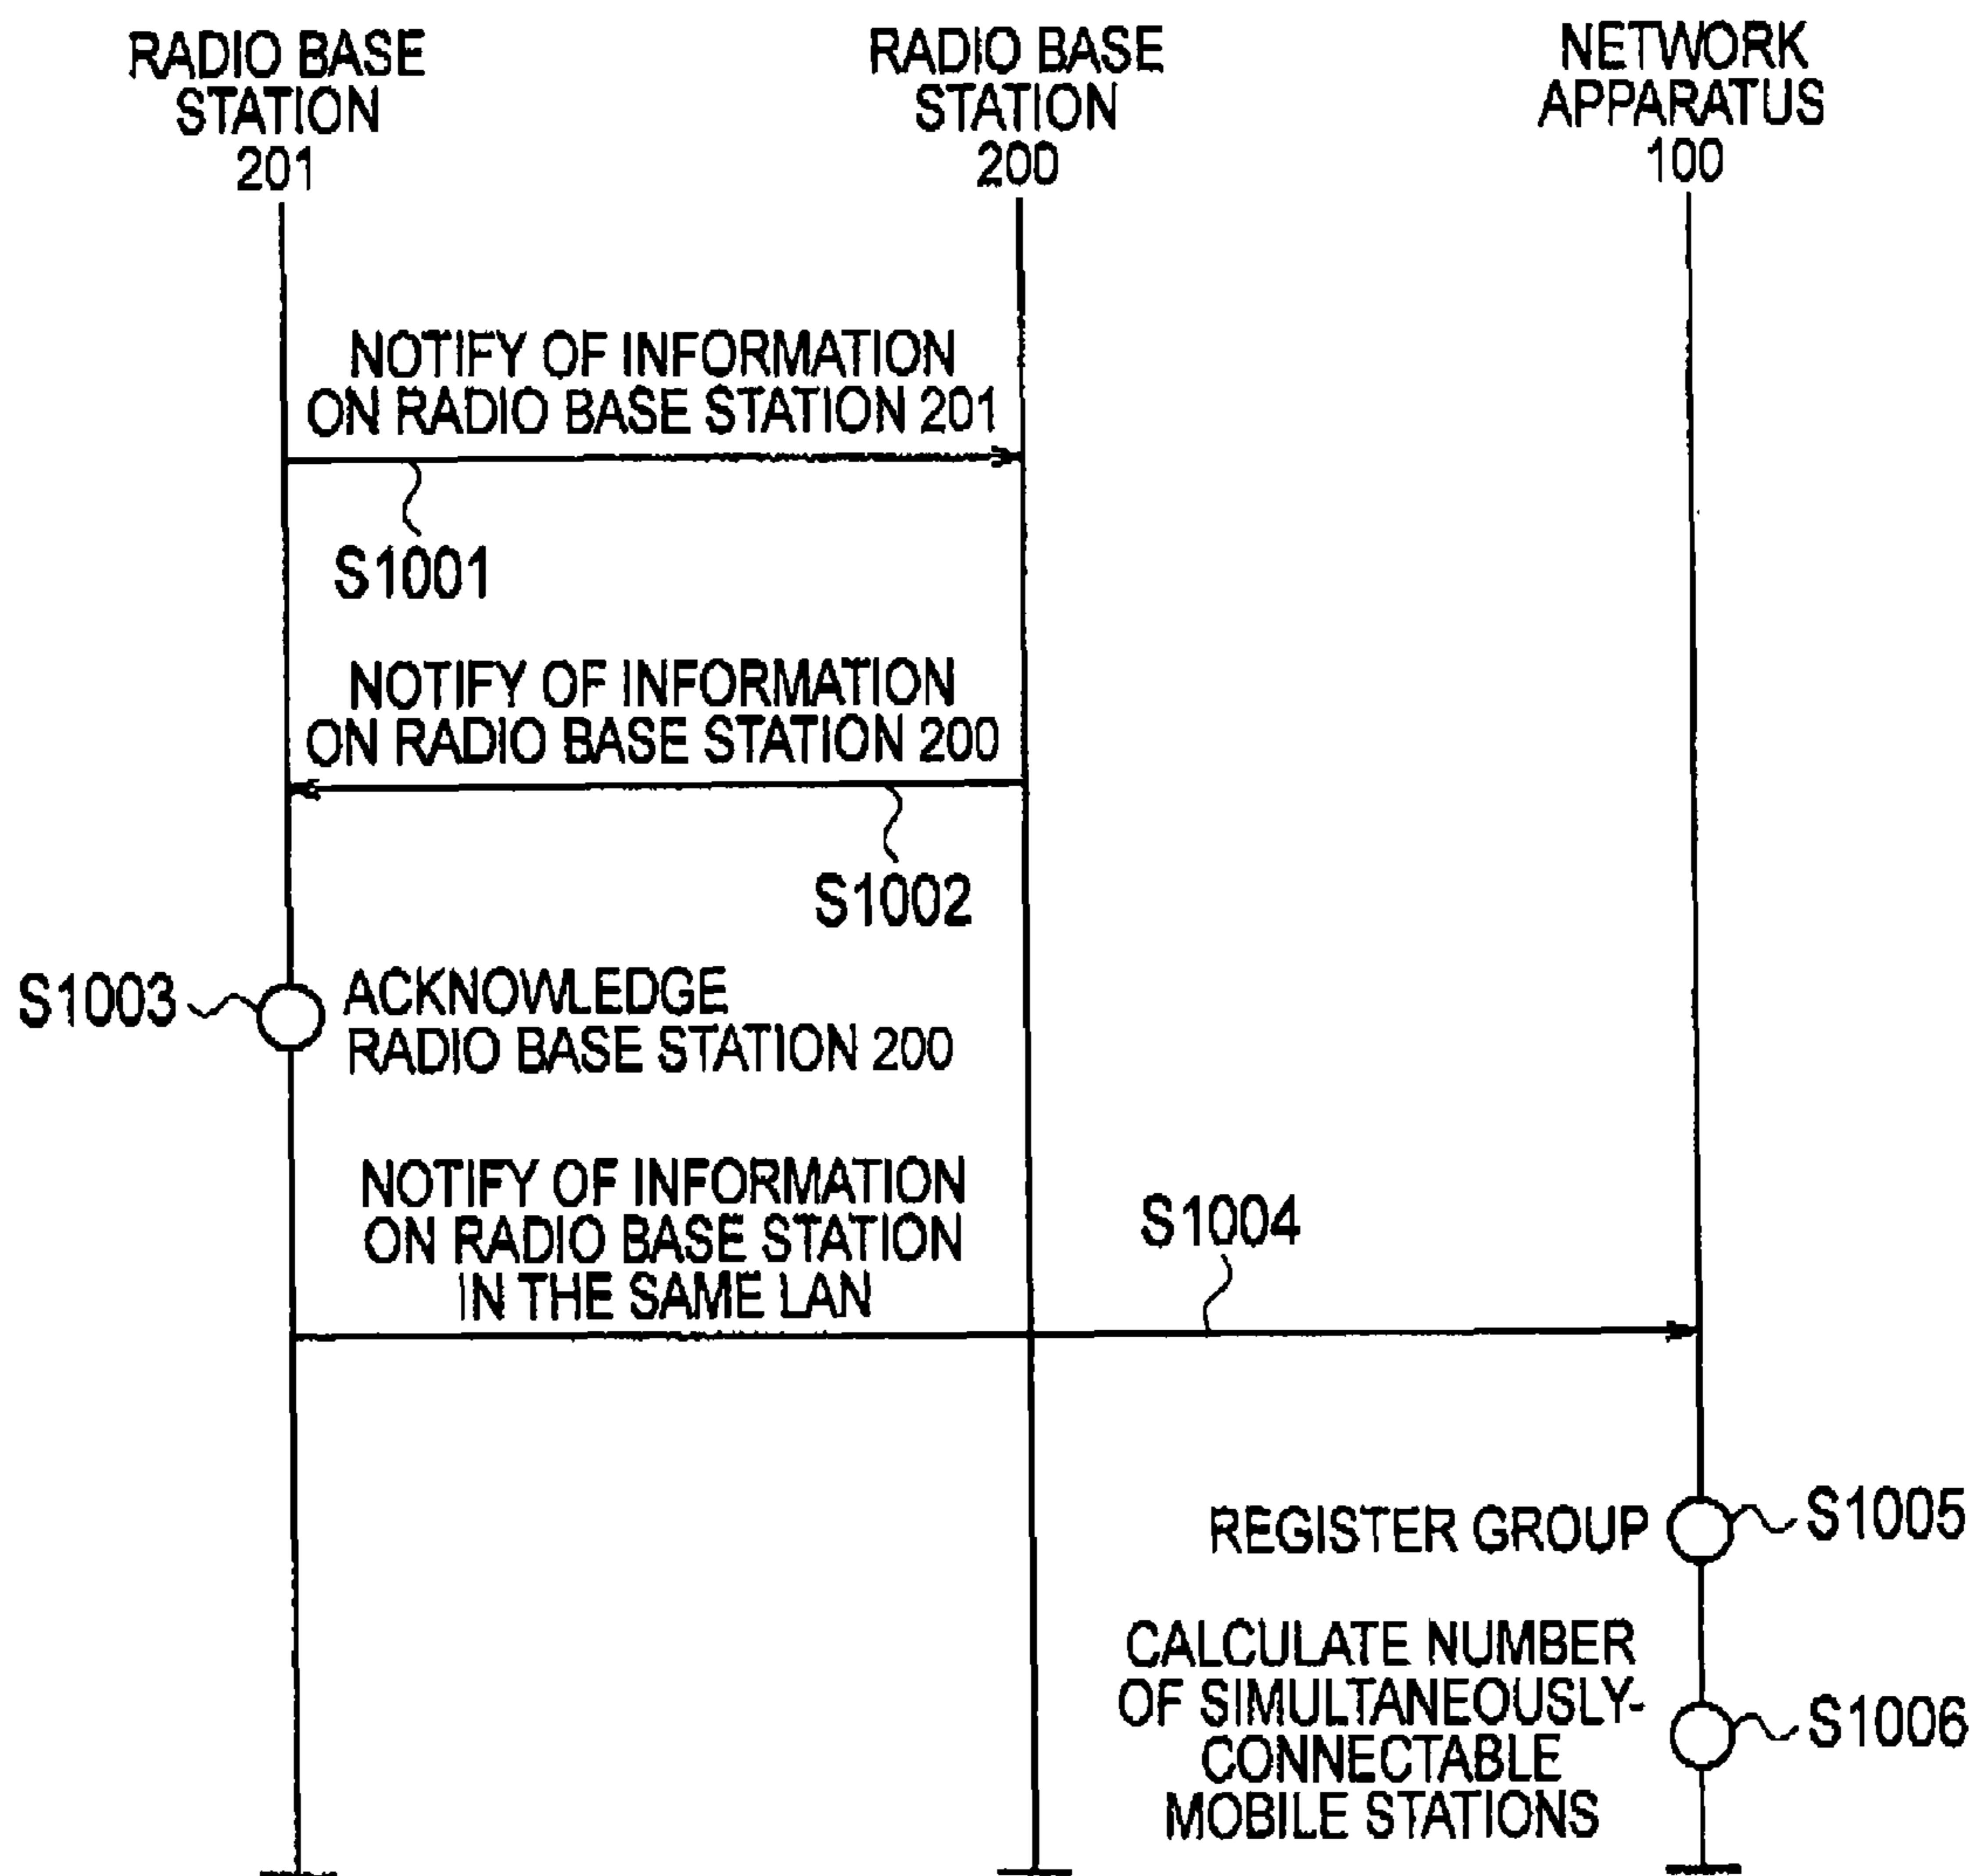 RADIO BASE
STATION
201
RADIO BASE
STATION
200
NETWORK
APPARATUS
100
NOTIFY OF INFORMATION
ON RADIO BASE STATION 201
S1001
NOTIFY OF INFORMATION
ON RADIO BASE STATION 200
S1002
S1003
ACKNOWLEDGE
RADIO BASE STATION 200
NOTIFY OF INFORMATION
ON RADIO BASE STATION
IN THE SAME LAN
S1004
REGISTER GROUP
S1005
CALCULATE NUMBER
OF SIMULTANEOUSLY-
CONNECTABLE
MOBILE STATIONS
S1006